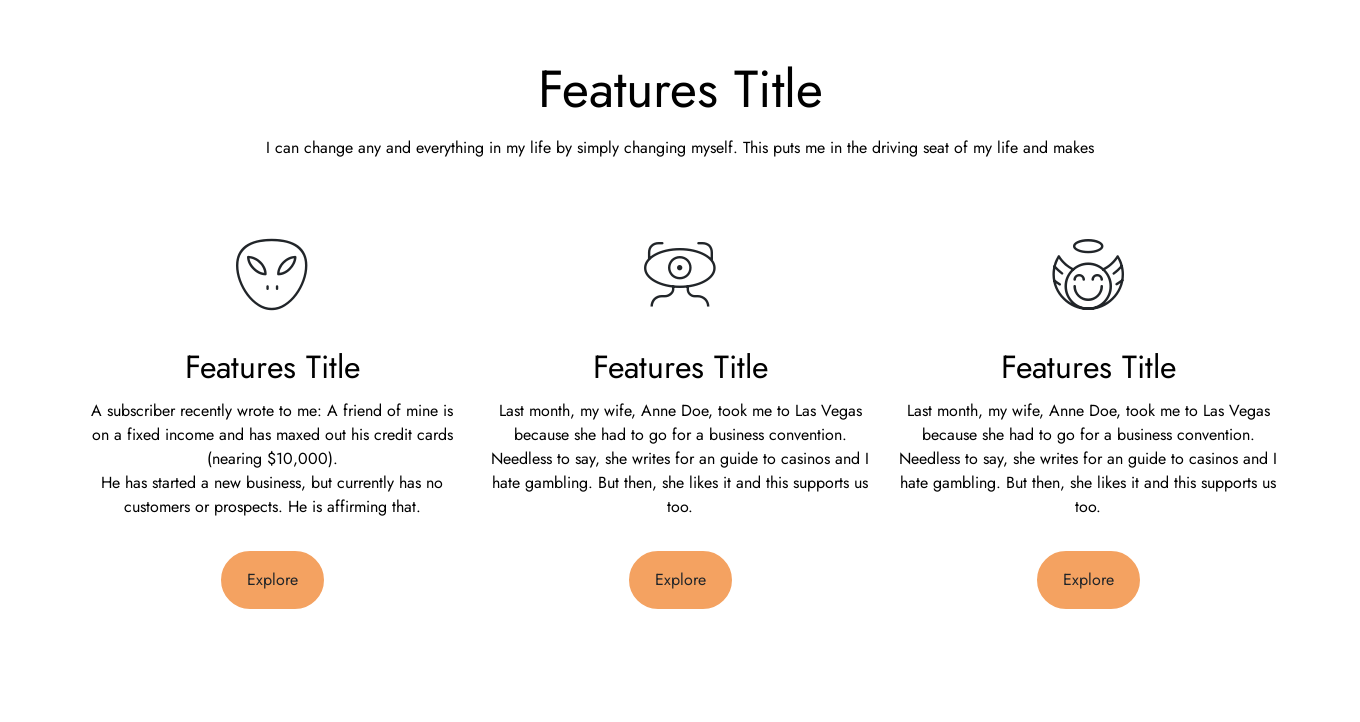 Features Title
I can change any and everything in my life by simply changing myself. This puts me in the driving seat of my life and makes
Features Title
A subscriber recently wrote to me: A friend of mine is
on a fixed income and has maxed out his credit cards
(nearing $10,000).
He has started a new business, but currently has no
customers or prospects. He is affirming that.
Explore
Features Title
Last month, my wife, Anne Doe, took me to Las Vegas
because she had to go for a business convention.
Needless to say, she writes for an guide to casinos and I
hate gambling. But then, she likes it and this supports us
too.
Explore
Features Title
Last month, my wife, Anne Doe, took me to Las Vegas
because she had to go for a business convention.
Needless to say, she writes for an guide to casinos and I
hate gambling. But then, she likes it and this supports us
too.
Explore